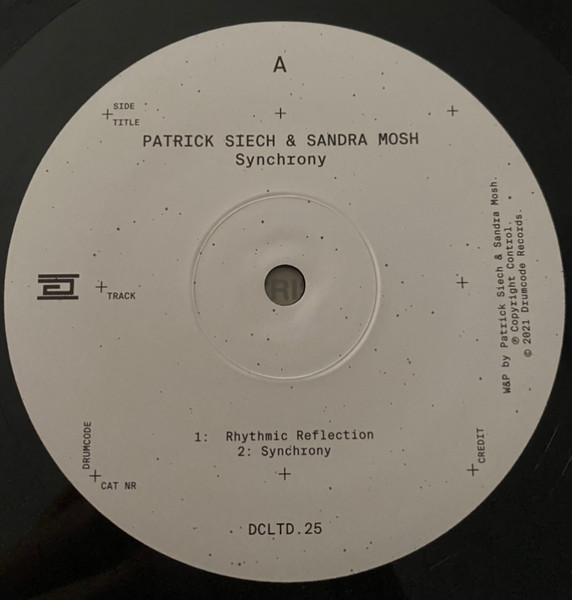 A
SIDE
TITLE
PATRICK SIECH & SANDRA MOSH
Synchrony
TRACK
W&P by Patrick Siech & Sandra Mosh.
℗ Copyright Control.
© 2021 Drumcode Records.
RI
1: Rhythmic Reflection
2: Synchrony
DRUMCODE
CAT NR
CREDIT
DCLTD.25